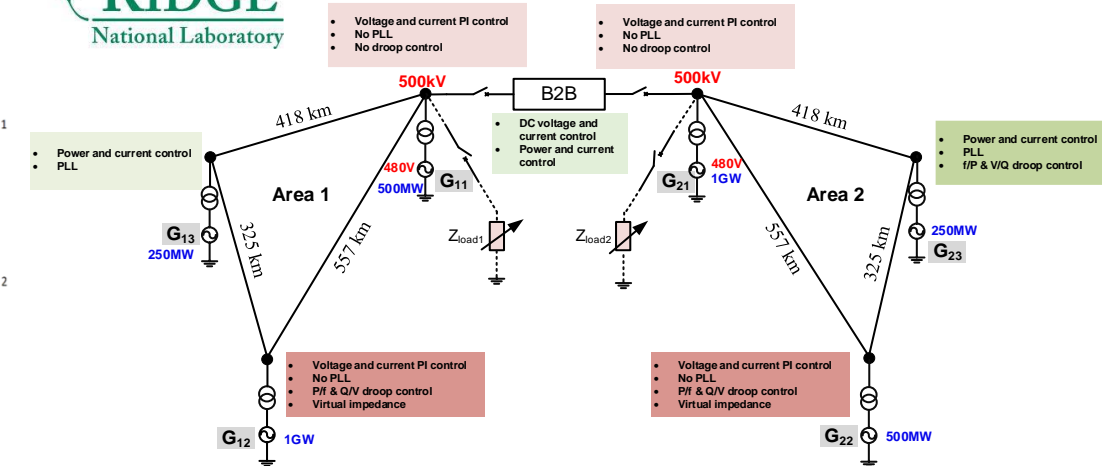 RIDGE
National Laboratory
• Voltage and current PI control
• No PLL
• No droop control
• Voltage and current PI control
• No PLL
• No droop control
500kV
B2B
500kV
418 km
418 km
1
• DC voltage and
current control
• Power and current
control
• Power and current control
• PLL
• Power and current control
• PLL
• f/P & V/Q droop control
480V
500MW
G11
480V
1GW
G21
Area 1
Area 2
G13
250MW
325 km
557 km
Zload1
Zload2
557 km
325 km
250MW
G23
2
• Voltage and current PI control
• No PLL
• P/f & Q/V droop control
• Virtual impedance
• Voltage and current PI control
• No PLL
• P/f & Q/V droop control
• Virtual impedance
G12
1GW
G22
500MW